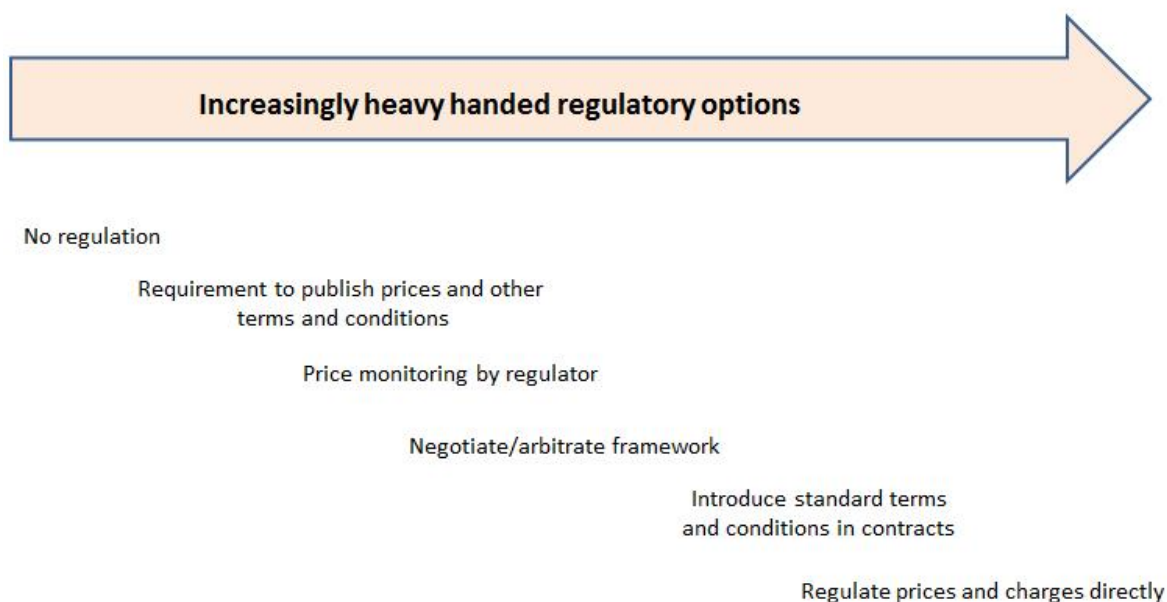 Increasingly heavy handed regulatory options
No regulation
Requirement to publish prices and other
terms and conditions
Price monitoring by regulator
Negotiate/arbitrate framework
Introduce standard terms
and conditions in contracts
Regulate prices and charges directly